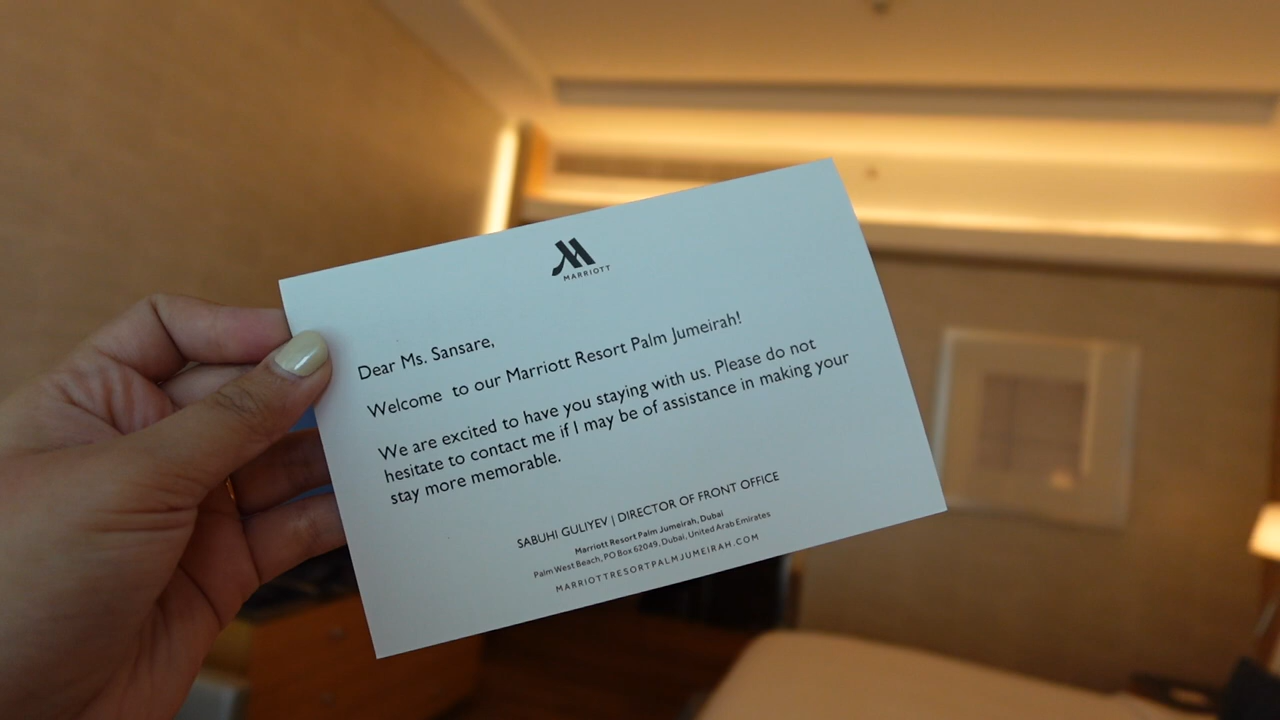 MARRIOTT
Dear Ms. Sansare,
Welcome to our Marriott Resort Palm Jumeirah!
We are excited to have you staying with us. Please do not
hesitate to contact me if I may be of assistance in making your
stay more memorable.
SABUHI GULIYEV | DIRECTOR OF FRONT OFFICE
Marriott Resort Palm Jumeirah, Dubai
Palm West Beach, PO Box 62049, Dubai, United Arab Emirates
MARRIOTTRESORTPALMJUMEIRAH.COM